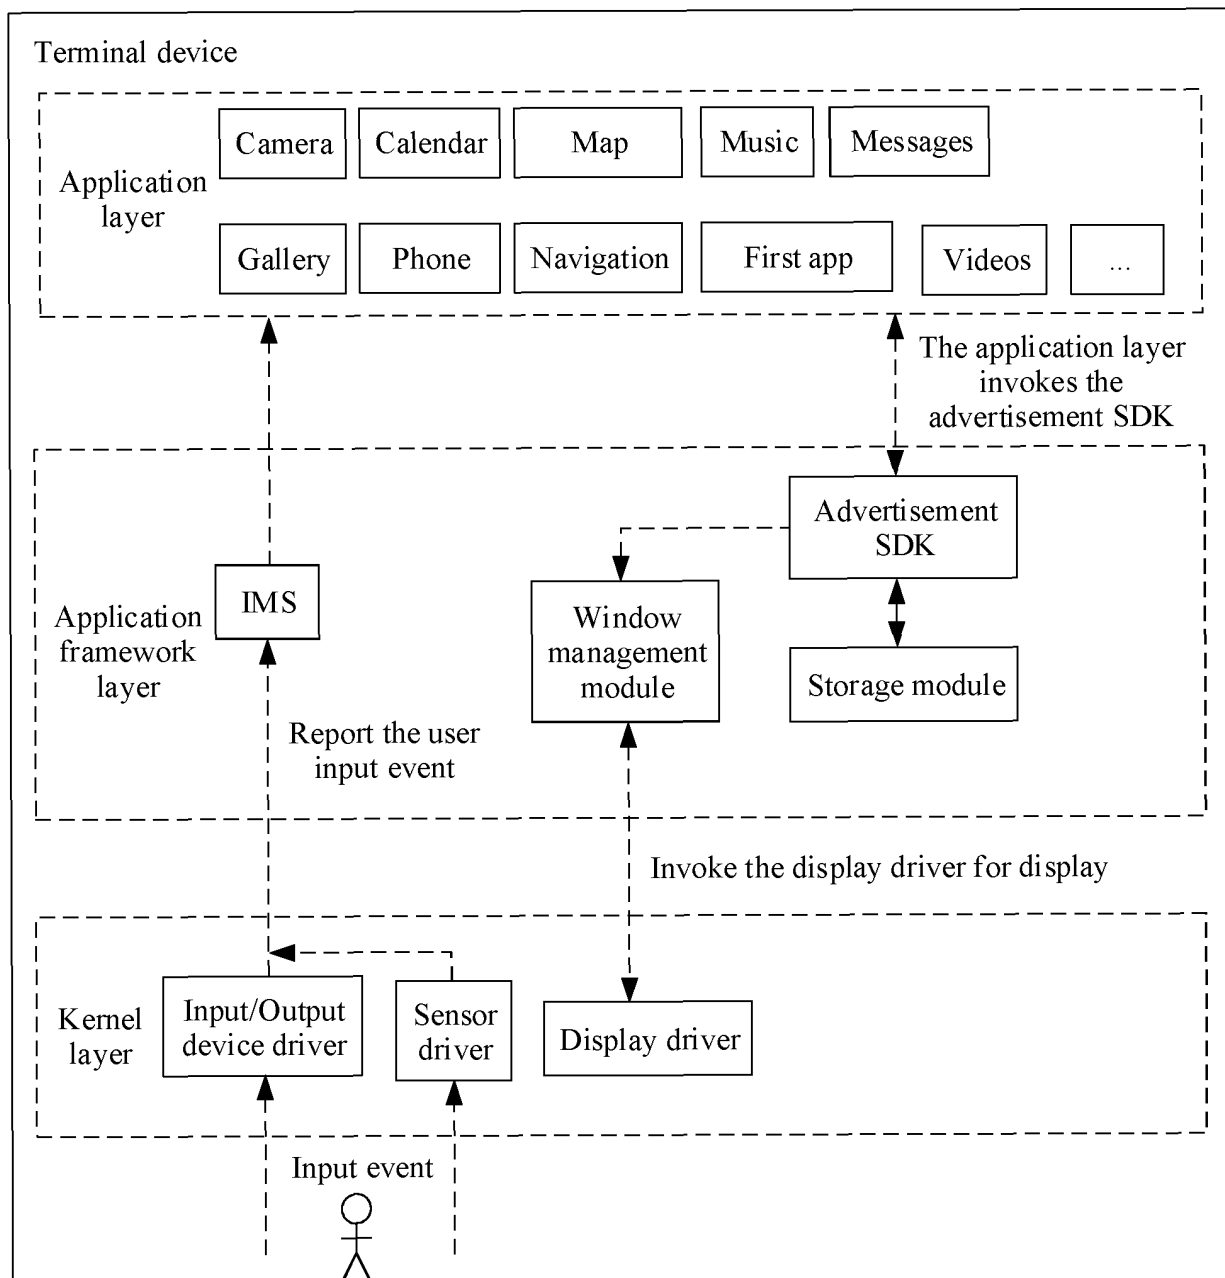 Terminal device
Camera
Calendar
Map
Music
Messages
Application
layer
Gallery
Phone
Navigation
First app
Videos
...
The application layer
invokes the
advertisement SDK
Advertisement
SDK
IMS
Window
management
module
Application
framework
layer
Storage module
Report the user
input event
Invoke the display driver for display
Kernel
layer
Input/Output
device driver
Sensor
driver
Display driver
Input event